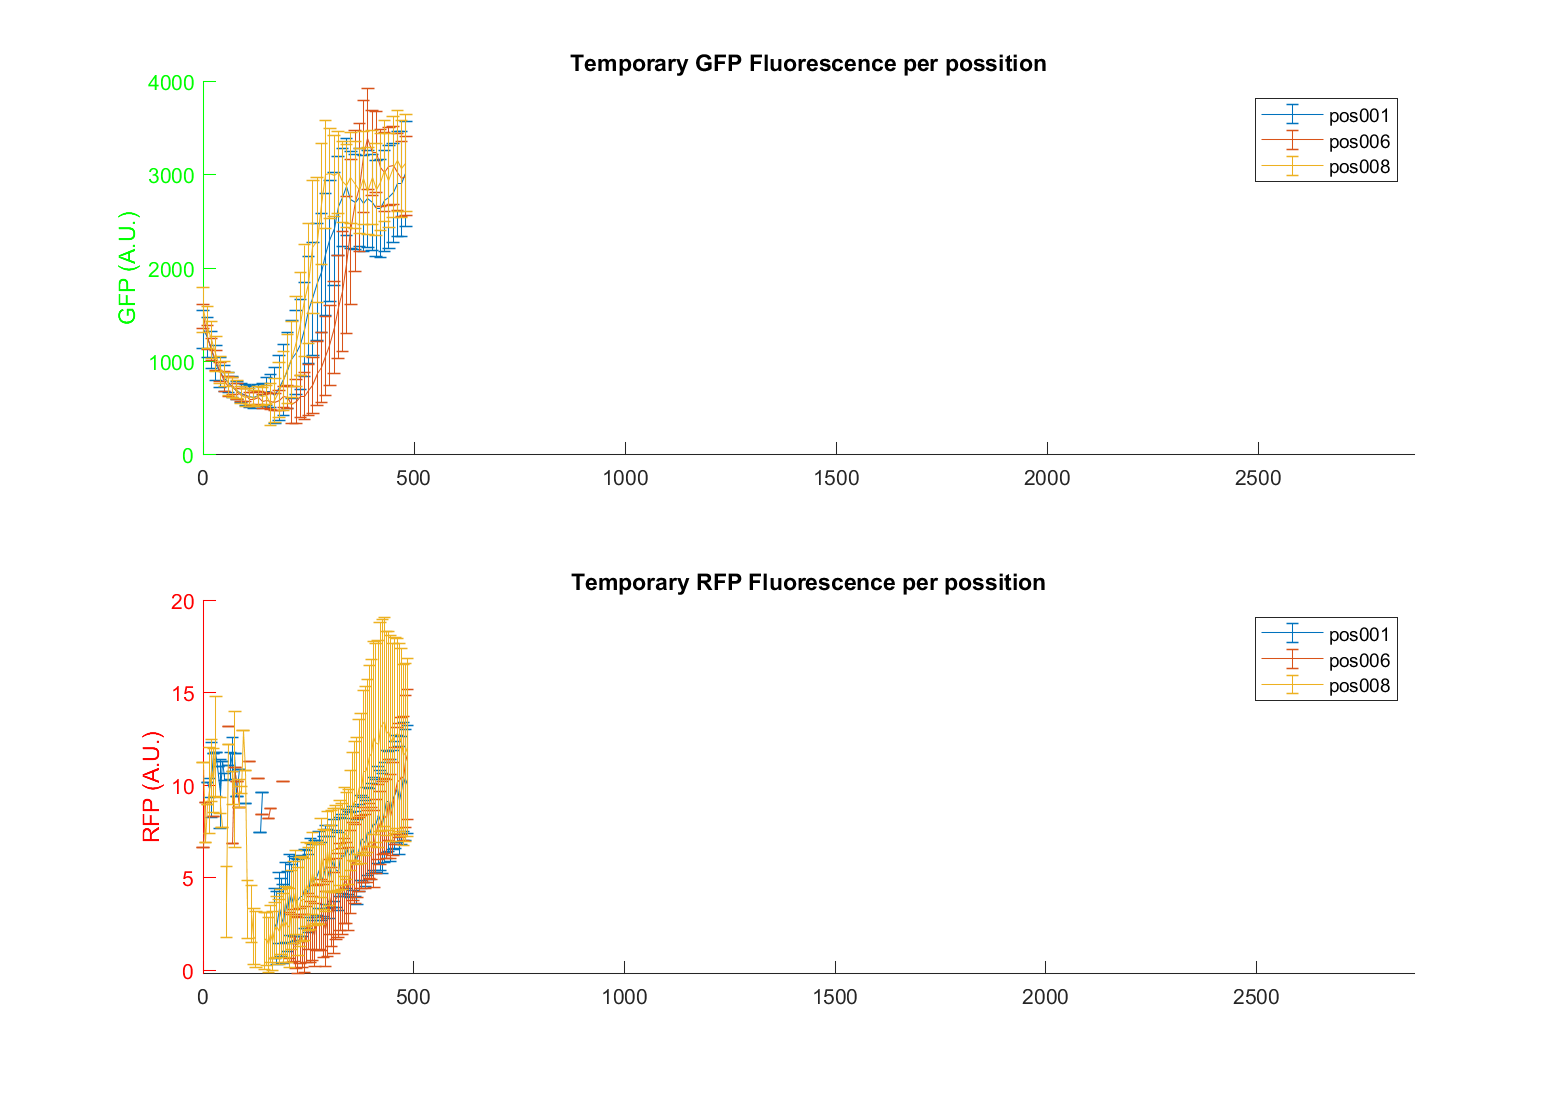 Temporary GFP Fluorescence per possition
4000
3000
2000
1000
0
GFP (A.U.)
0 500 1000 1500 2000 2500
pos001
pos006
pos008
Temporary RFP Fluorescence per possition
20
15
10
5
0
RFP (A.U.)
0 500 1000 1500 2000 2500
pos001
pos006
pos008